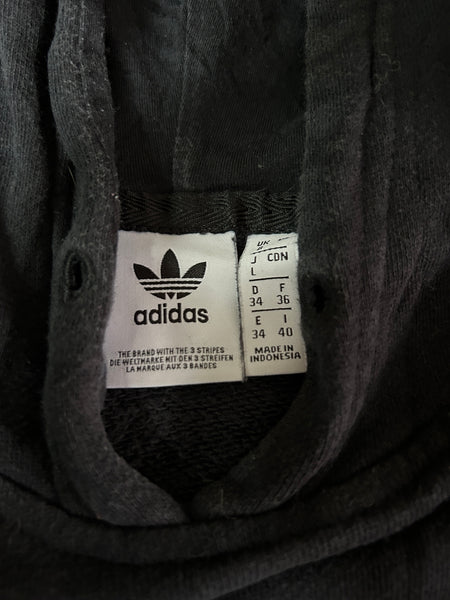 adidas
THE BRAND WITH THE 3 STRIPES
DIE WELTMARKE MIT DEN 3 STREIFEN
LA MARQUE AUX 3 BANDES
UK
J CDN
L
D F
34 36
E I
34 40
MADE IN
INDONESIA